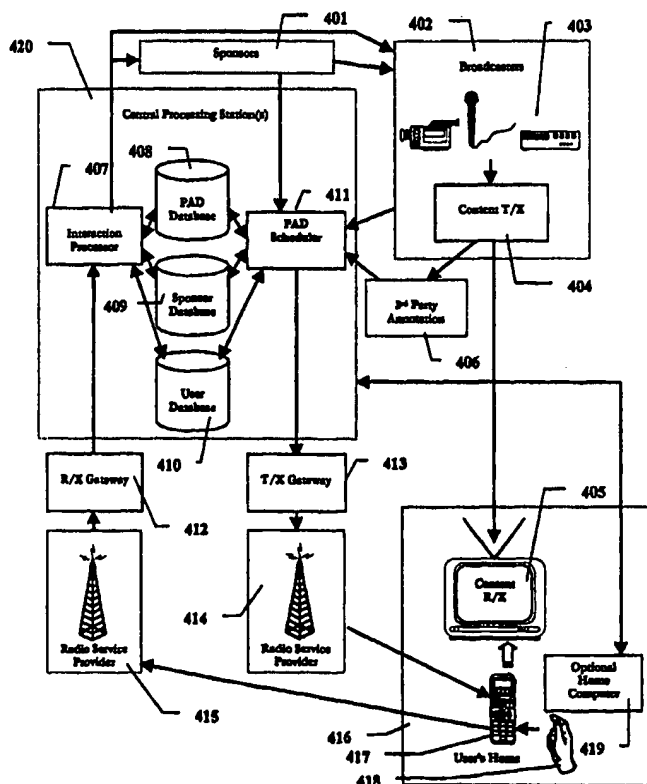 401
402
403
420
Sponsors
Broadcasters
Central Processing Station(s)
408
407
411
PAD
Database
Interaction
Processor
PAD
Scheduler
Content T/X
404
409
Sponsor
Database
3rd Party
Annotation
406
User
Database
410
413
R/X Gateway
T/X Gateway
412
405
Content
R/X
414
Radio Service
Provider
Radio Service
Provider
Optional
Home
Computer
415
416
417
User's Home
419
418